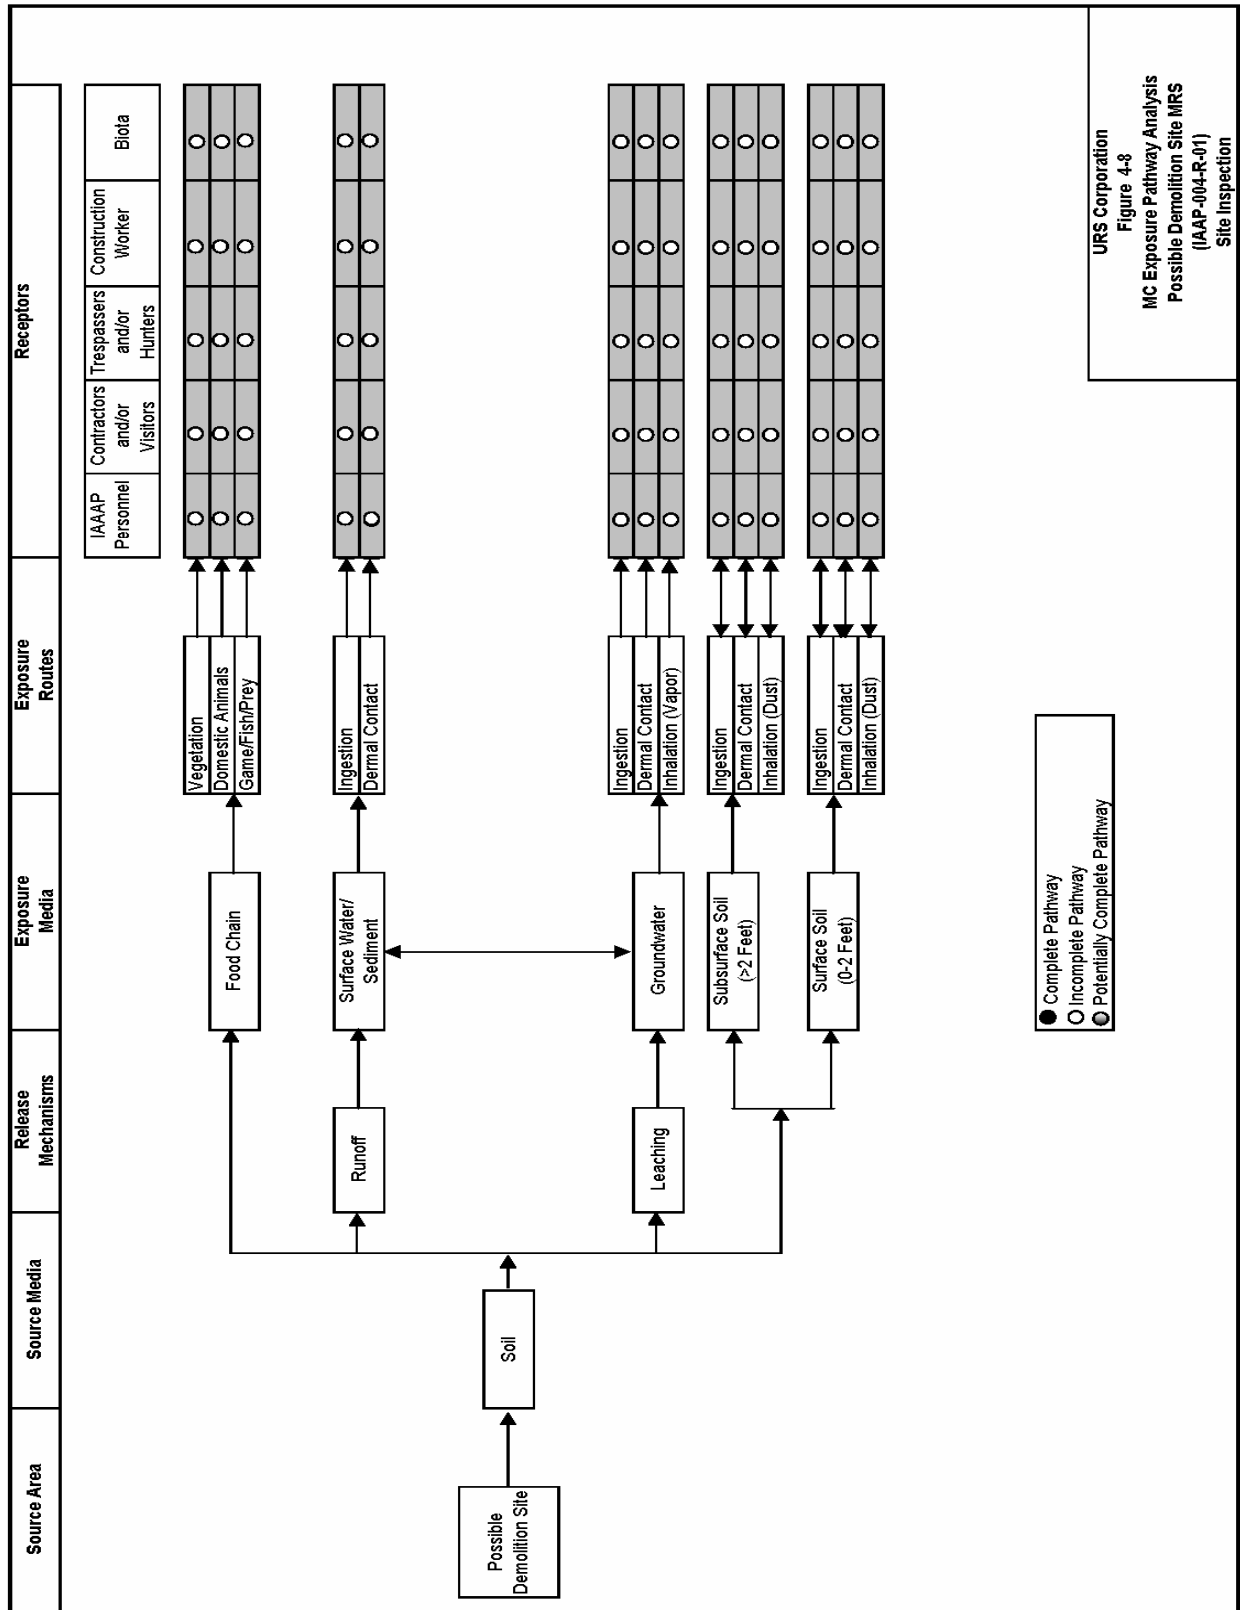 Source Area
Source Media
Release
Mechanisms
Exposure
Media
Exposure
Routes
Receptors
IAAAP
Personnel
Contractors
and/or
Visitors
Trespassers
and/or
Hunters
Construction
Worker
Biota
Possible
Demolition Site
Soil
Runoff
Leaching
Food Chain
Surface Water/
Sediment
Groundwater
Subsurface Soil
(>2 Feet)
Surface Soil
(0-2 Feet)
Vegetation
Domestic Animals
Game/Fish/Prey
Ingestion
Dermal Contact
Ingestion
Dermal Contact
Inhalation (Vapor)
Ingestion
Dermal Contact
Inhalation (Dust)
Ingestion
Dermal Contact
Inhalation (Dust)
Complete Pathway
Incomplete Pathway
Potentially Complete Pathway
URS Corporation
Figure 4-8
MC Exposure Pathway Analysis
Possible Demolition Site MRS
(IAAP-004-R-01)
Site Inspection